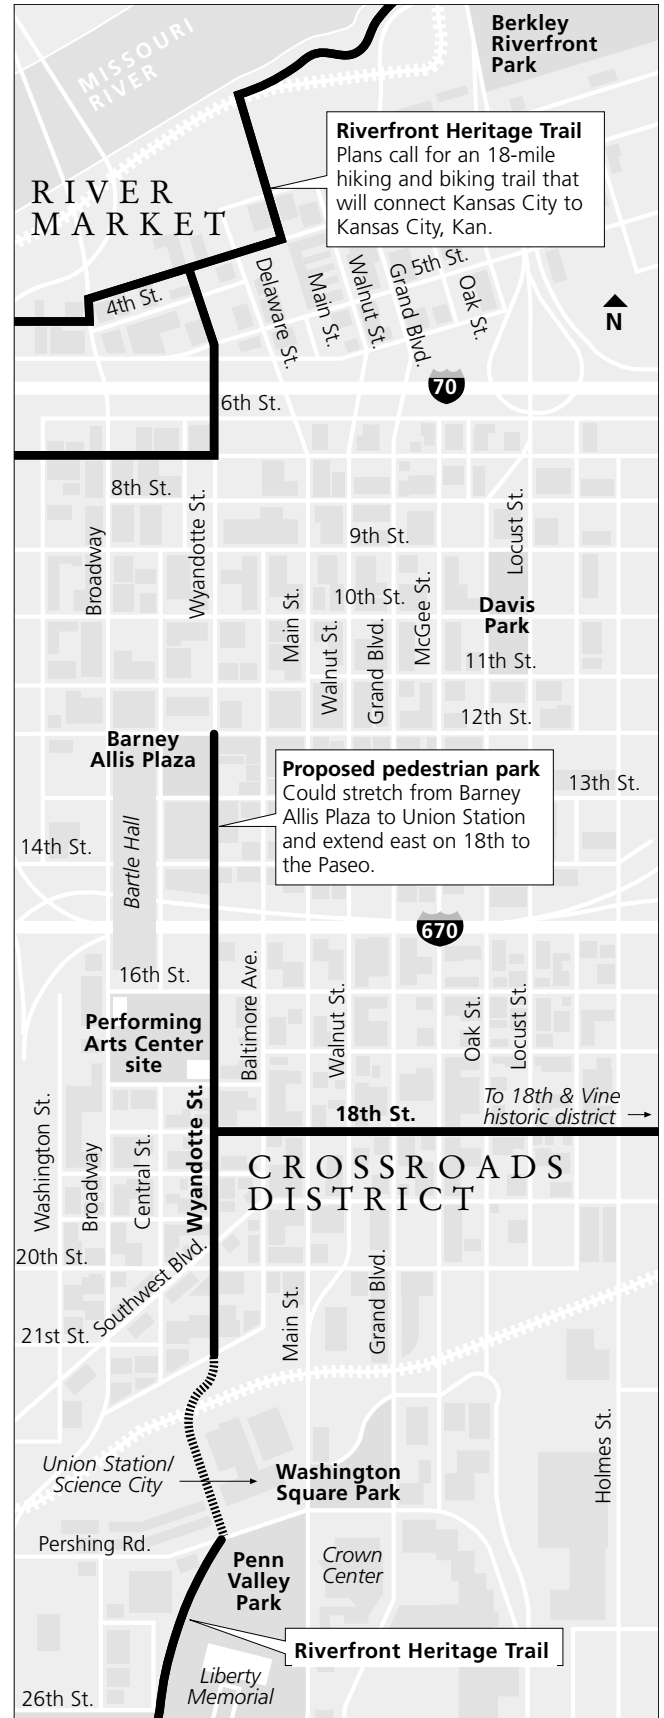 Berkley
Riverfront
Park
MISSOURI
RIVER
Riverfront Heritage Trail
Plans call for an 18-mile
hiking and biking trail that
will connect Kansas City to
Kansas City, Kan.
RIVER
MARKET
5th St.
4th St.
Delaware St.
Main St.
Walnut St.
Grand Blvd.
Oak St.
N
70
6th St.
8th St.
Broadway
Wyandotte St.
9th St.
Locust St.
10th St.
Main St.
Walnut St.
Grand Blvd.
McGee St.
Davis
Park
11th St.
12th St.
Barney
Allis Plaza
Proposed pedestrian park
Could stretch from Barney
Allis Plaza to Union Station
and extend east on 18th to
the Paseo.
13th St.
14th St.
Bartle Hall
670
16th St.
Baltimore Ave.
Walnut St.
Oak St.
Locust St.
Performing
Arts Center
site
To 18th & Vine
historic district
18th St.
Washington St.
Broadway
Central St.
Wyandotte St.
CROSSROADS
DISTRICT
20th St.
Southwest Blvd.
21st St.
Main St.
Grand Blvd.
Holmes St.
Union Station/
Science City
Washington
Square Park
Pershing Rd.
Penn
Valley
Park
Crown
Center
Riverfront Heritage Trail
Liberty
Memorial
26th St.